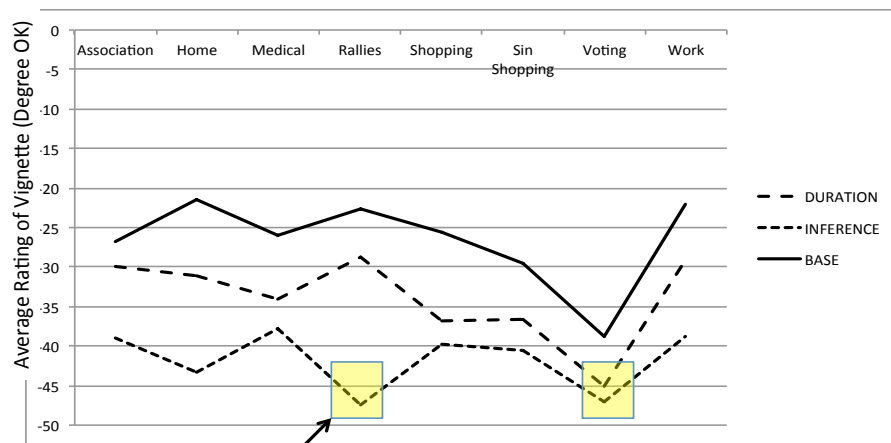 0
Association Home Medical Rallies Shopping Sin Shopping Voting Work
-5
-10
-15
-20
-25
-30
-35
-40
-45
-50
Average Rating of Vignette (Degree OK)
DURATION
INFERENCE
BASE